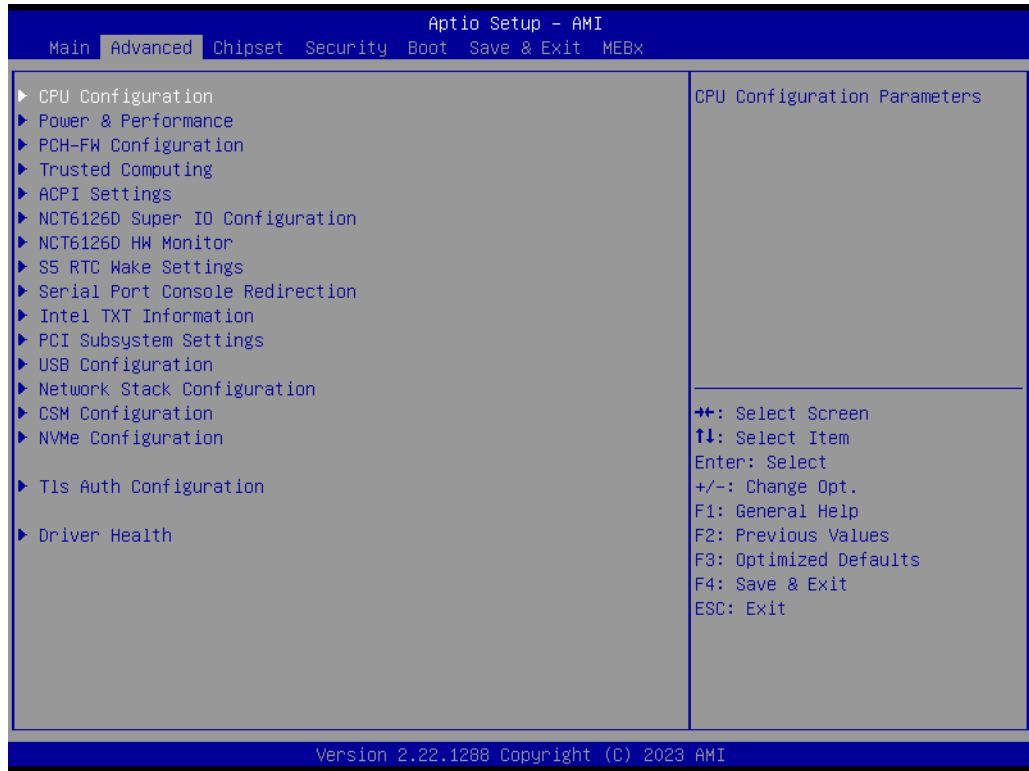 Aptio Setup – AMI
Main Advanced Chipset Security Boot Save & Exit MEBx
▶ CPU Configuration
▶ Power & Performance
▶ PCH-FW Configuration
▶ Trusted Computing
▶ ACPI Settings
▶ NCT6126D Super IO Configuration
▶ NCT6126D HW Monitor
▶ S5 RTC Wake Settings
▶ Serial Port Console Redirection
▶ Intel TXT Information
▶ PCI Subsystem Settings
▶ USB Configuration
▶ Network Stack Configuration
▶ CSM Configuration
▶ NVMe Configuration
▶ Tls Auth Configuration
▶ Driver Health
CPU Configuration Parameters
→←: Select Screen
↑↓: Select Item
Enter: Select
+/-: Change Opt.
F1: General Help
F2: Previous Values
F3: Optimized Defaults
F4: Save & Exit
ESC: Exit
Version 2.22.1288 Copyright (C) 2023 AMI